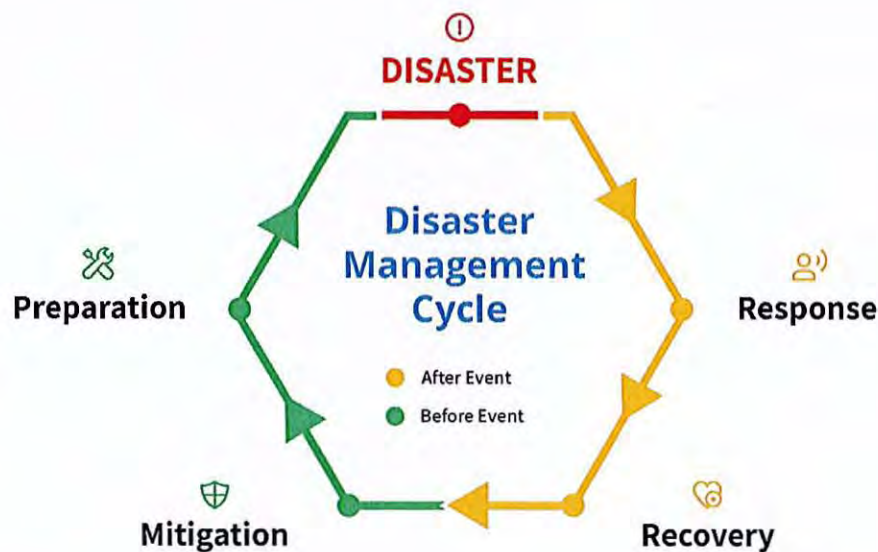 DISASTER
Disaster
Management
Cycle
Preparation
Response
After Event
Before Event
Mitigation
Recovery